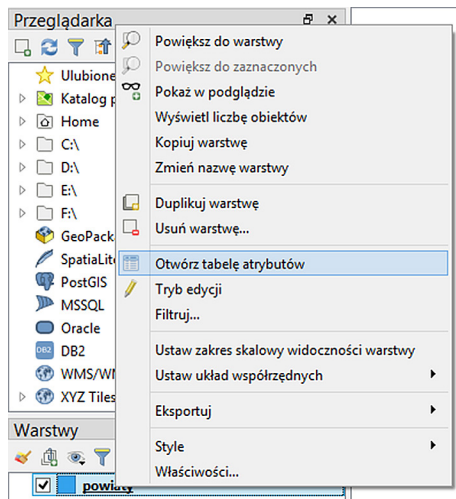 Przeglądarka
Ulubione
Katalog p
Home
C:\
D:\
E:\
F:\
GeoPack
SpatiaLite
PostGIS
MSSQL
Oracle
DB2
DB2
WMS/W
XYZ Tiles
Powiększ do warstwy
Powiększ do zaznaczonych
Pokaż w podglądzie
Wyświetl liczbę obiektów
Kopiuj warstwę
Zmień nazwę warstwy
Duplikuj warstwę
Usuń warstwę...
Otwórz tabelę atrybutów
Tryb edycji
Filtruj...
Ustaw zakres skalowy widoczności warstwy
Ustaw układ współrzędnych
Eksportuj
Style
Właściwości...
Warstwy
powiaty